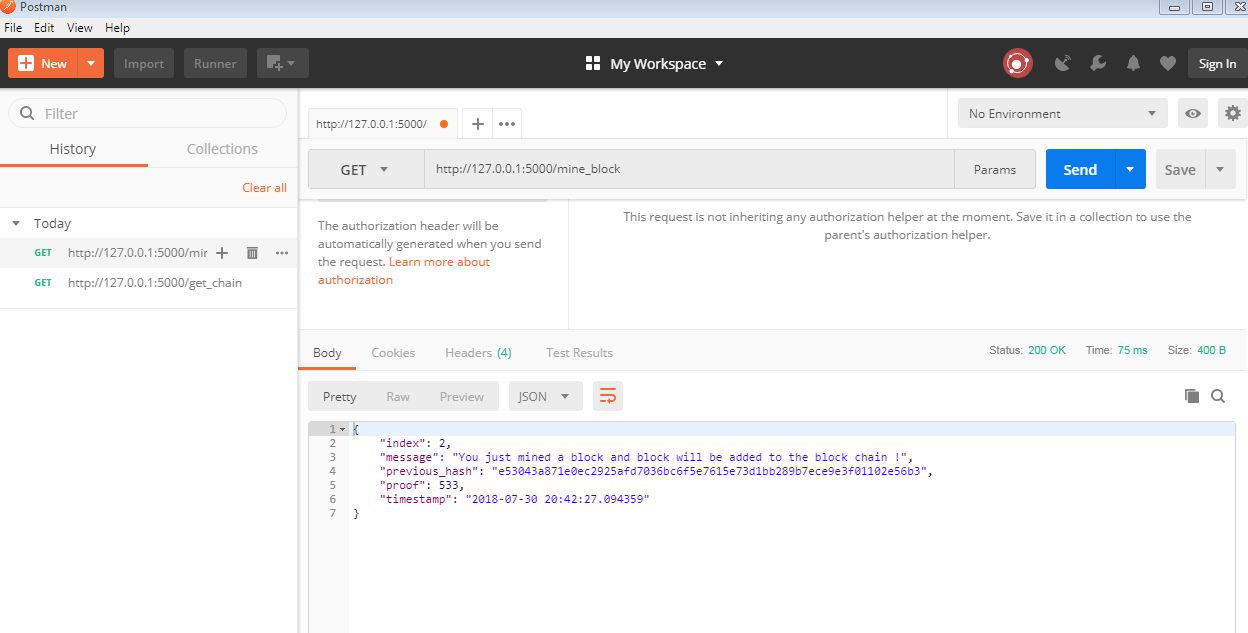 Postman
File Edit View Help
New Import Runner My Workspace Sign In
Filter
History Collections
Clear all
Today
GET http://127.0.0.1:5000/mir
GET http://127.0.0.1:5000/get_chain
http://127.0.0.1:5000/ No Environment
GET http://127.0.0.1:5000/mine_block Params Send Save
The authorization header will be
automatically generated when you send
the request. Learn more about
authorization
This request is not inheriting any authorization helper at the moment. Save it in a collection to use the
parent's authorization helper.
Body Cookies Headers (4) Test Results Status: 200 OK Time: 75 ms Size: 400 B
Pretty Raw Preview JSON
1 {
2 "index": 2,
3 "message": "You just mined a block and block will be added to the block chain !",
4 "previous_hash": "e53043a871e0ec2925afd7036bc6f5e7615e73d1bb289b7ece9e3f01102e56b3",
5 "proof": 533,
6 "timestamp": "2018-07-30 20:42:27.094359"
7 }